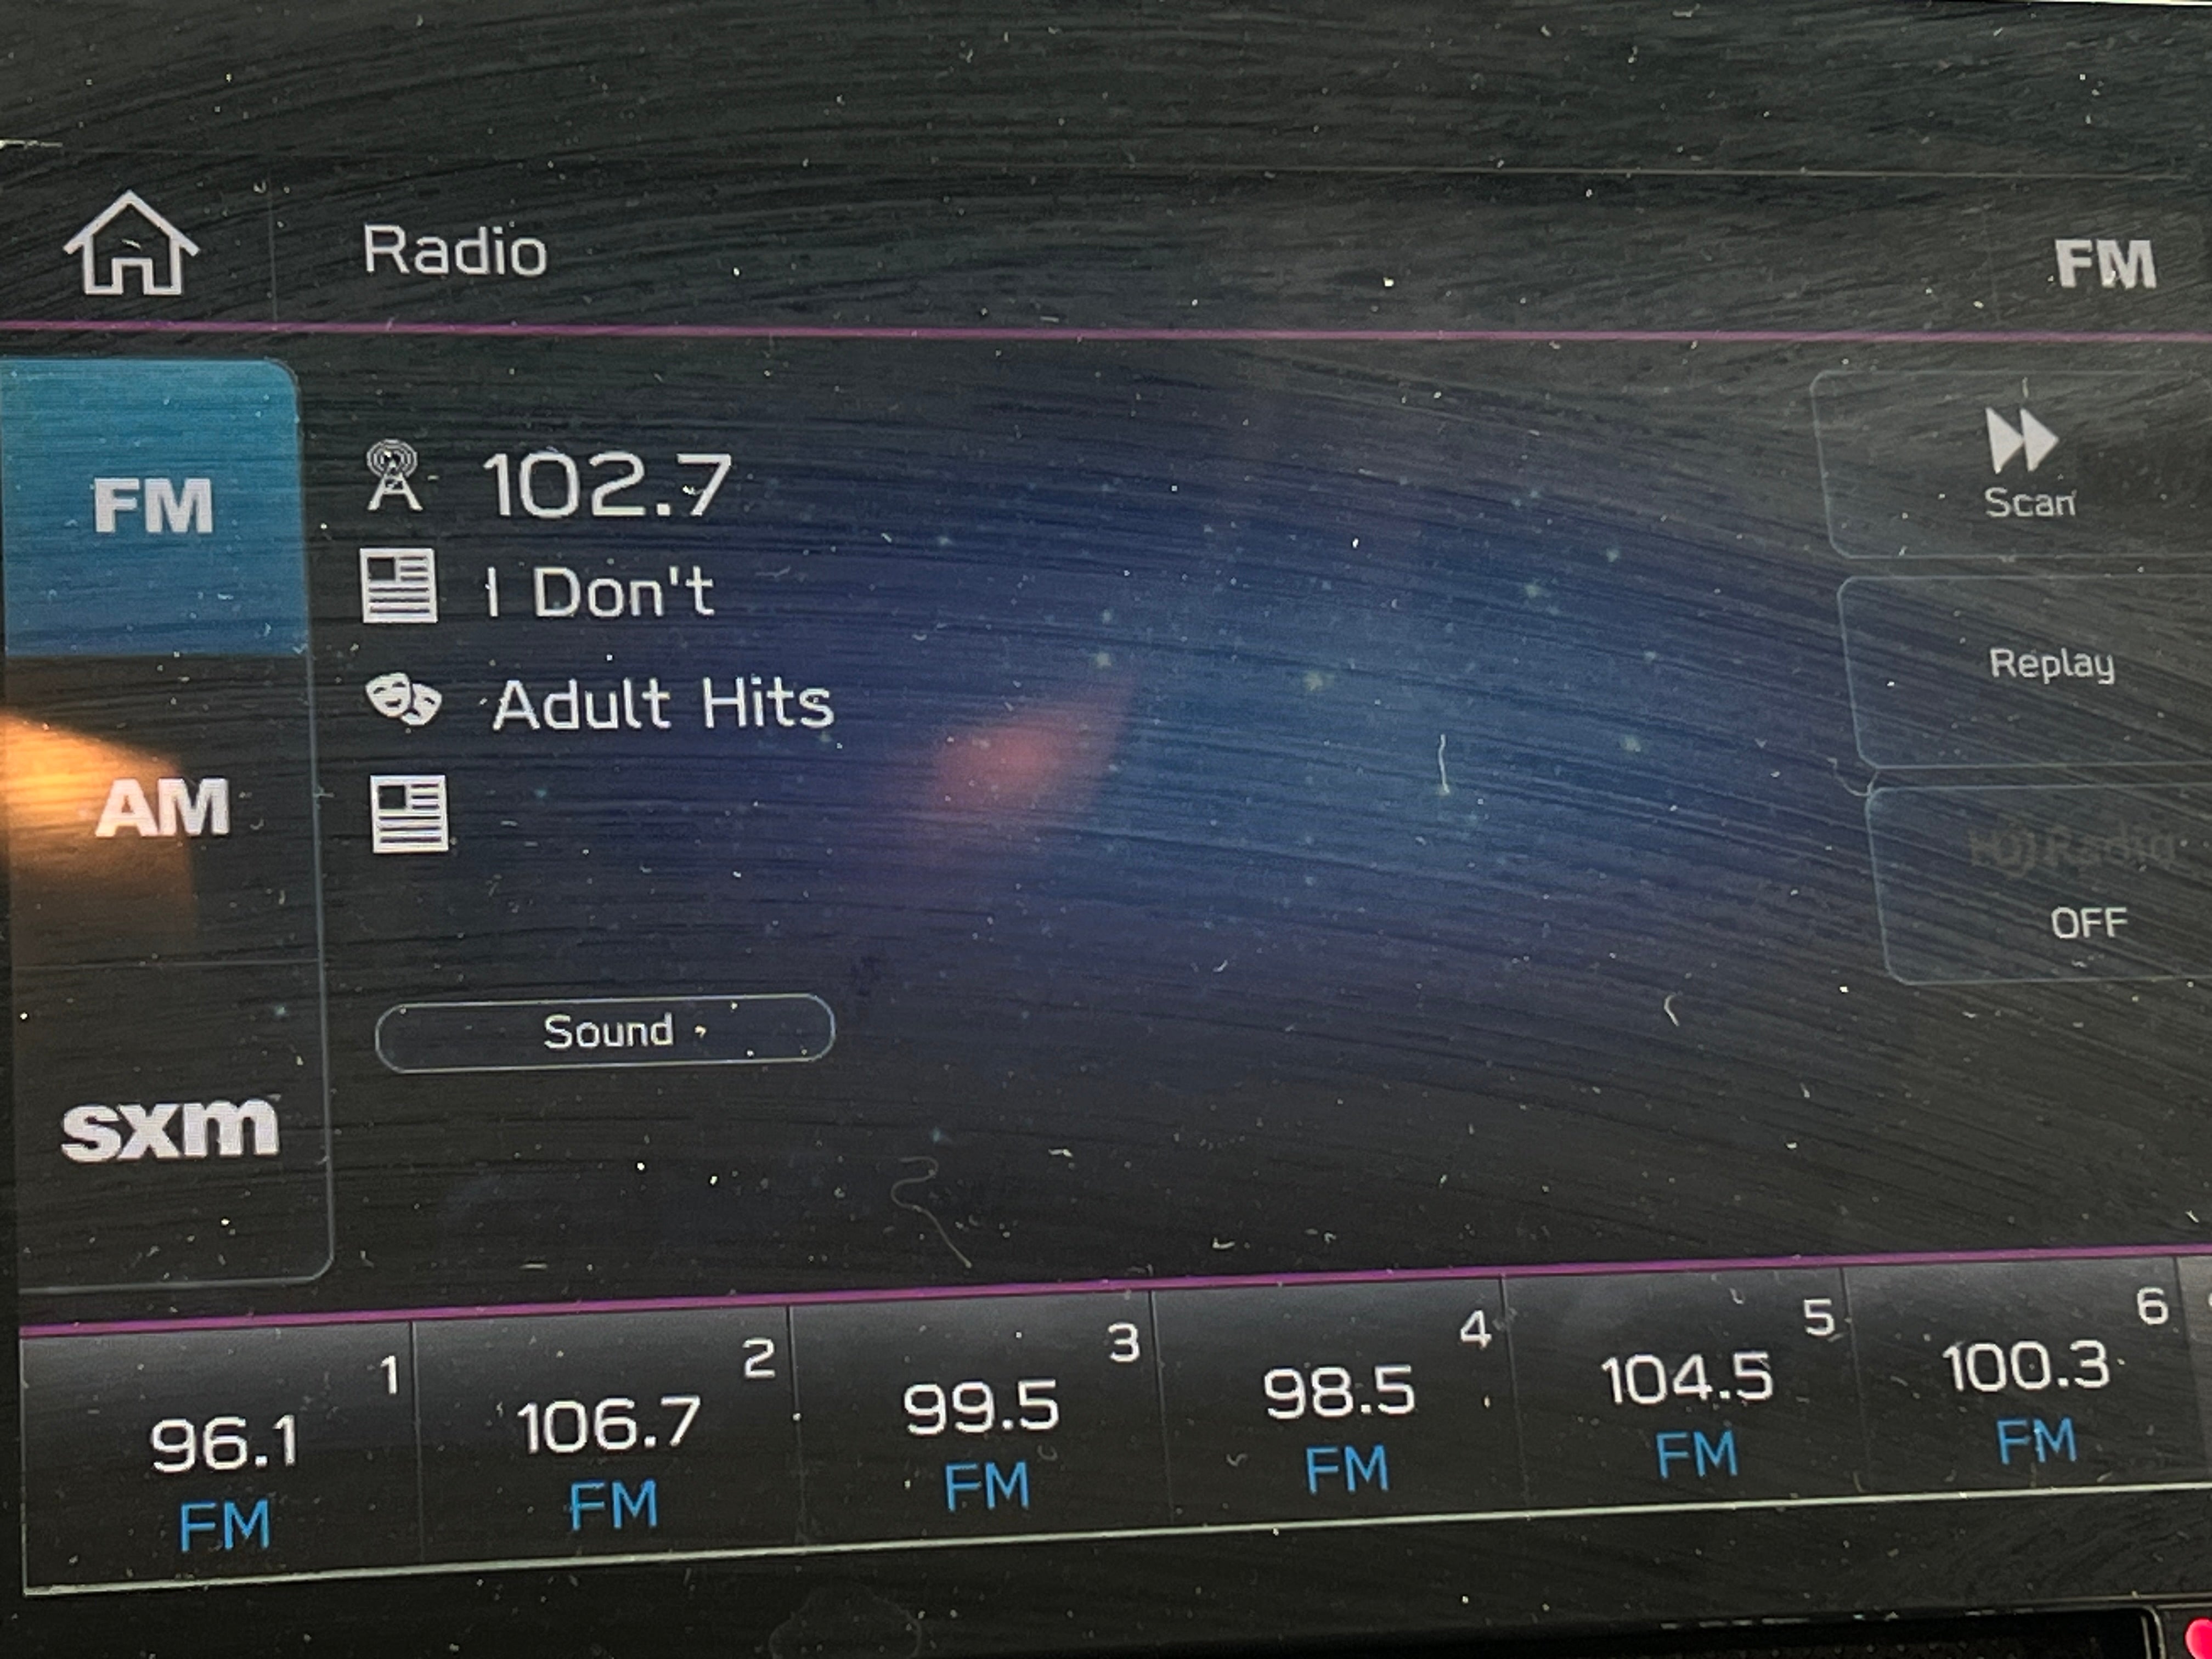 Radio
FM
FM
AM
sxm
102.7
I Don't
Adult Hits
Sound
Scan
Replay
HD Radio
OFF
1
96.1
FM
2
106.7
FM
3
99.5
FM
4
98.5
FM
5
104.5
FM
6
100.3
FM